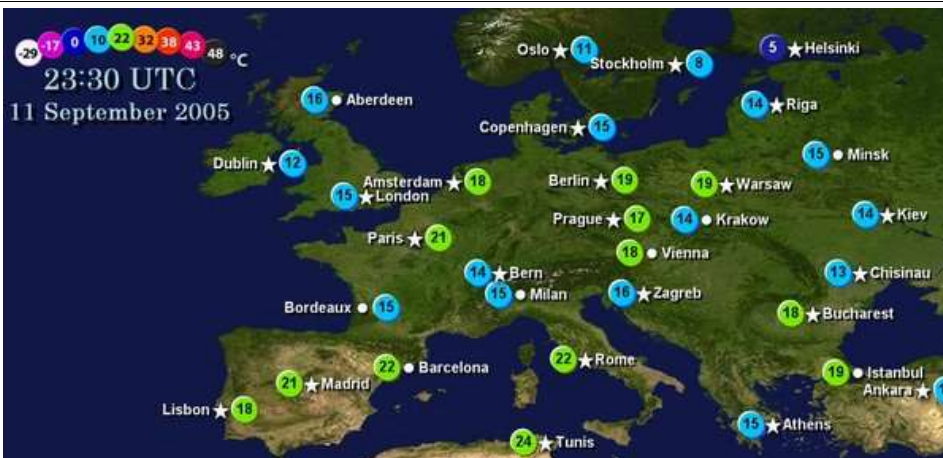 -29 -17 0 10 22 32 38 43 48 °C
23:30 UTC
11 September 2005
Oslo 11
5 Helsinki
Stockholm 8
16 Aberdeen
14 Riga
Copenhagen 15
15 Minsk
Dublin 12
Amsterdam 18
Berlin 19
19 Warsaw
15 London
Prague 17
14 Krakow
14 Kiev
Paris 21
18 Vienna
14 Bern
13 Chisinau
15 Milan
16 Zagreb
Bordeaux 15
18 Bucharest
22 Rome
22 Barcelona
19 Istanbul
21 Madrid
Ankara
Lisbon 18
15 Athens
24 Tunis